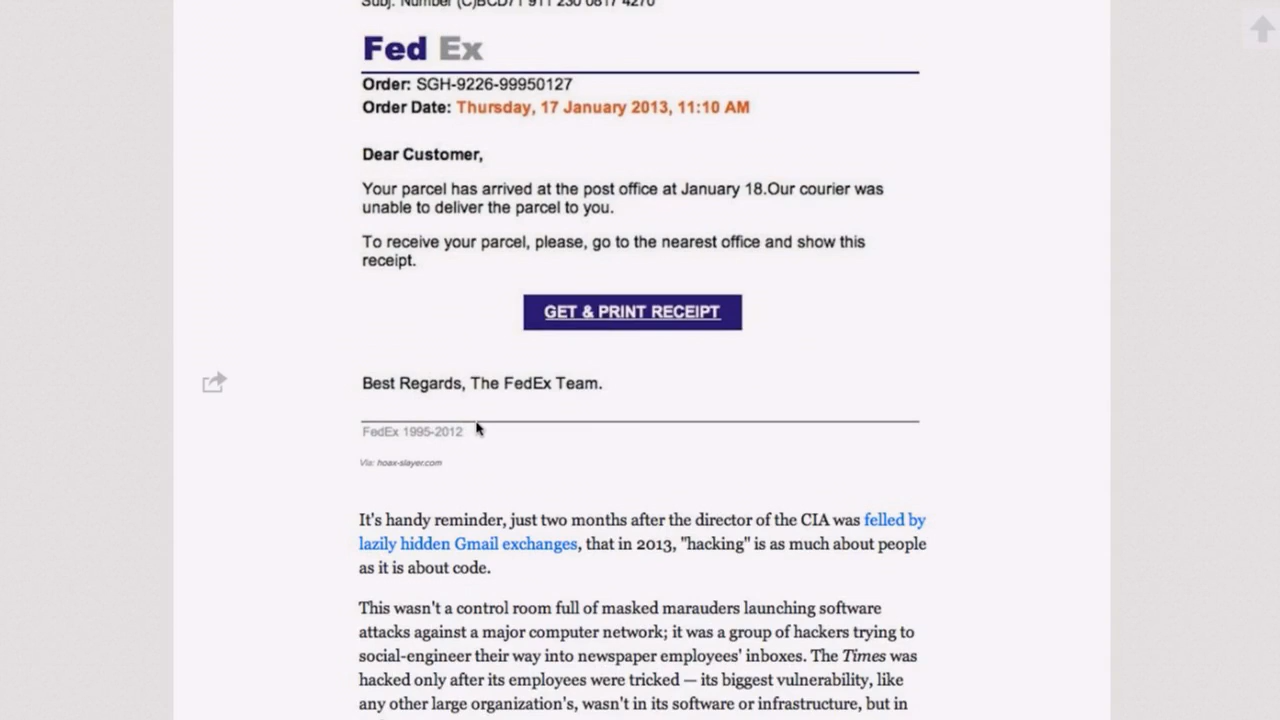 Subj. Number (C)BCD71 911 230 0817 4270
Fed Ex
Order: SGH-9226-99950127
Order Date: Thursday, 17 January 2013, 11:10 AM
Dear Customer,
Your parcel has arrived at the post office at January 18.Our courier was
unable to deliver the parcel to you.
To receive your parcel, please, go to the nearest office and show this
receipt.
GET & PRINT RECEIPT
Best Regards, The FedEx Team.
FedEx 1995-2012
Via: hoax-slayer.com
It's handy reminder, just two months after the director of the CIA was felled by
lazily hidden Gmail exchanges, that in 2013, "hacking" is as much about people
as it is about code.
This wasn't a control room full of masked marauders launching software
attacks against a major computer network; it was a group of hackers trying to
social-engineer their way into newspaper employees' inboxes. The Times was
hacked only after its employees were tricked — its biggest vulnerability, like
any other large organization's, wasn't in its software or infrastructure, but in